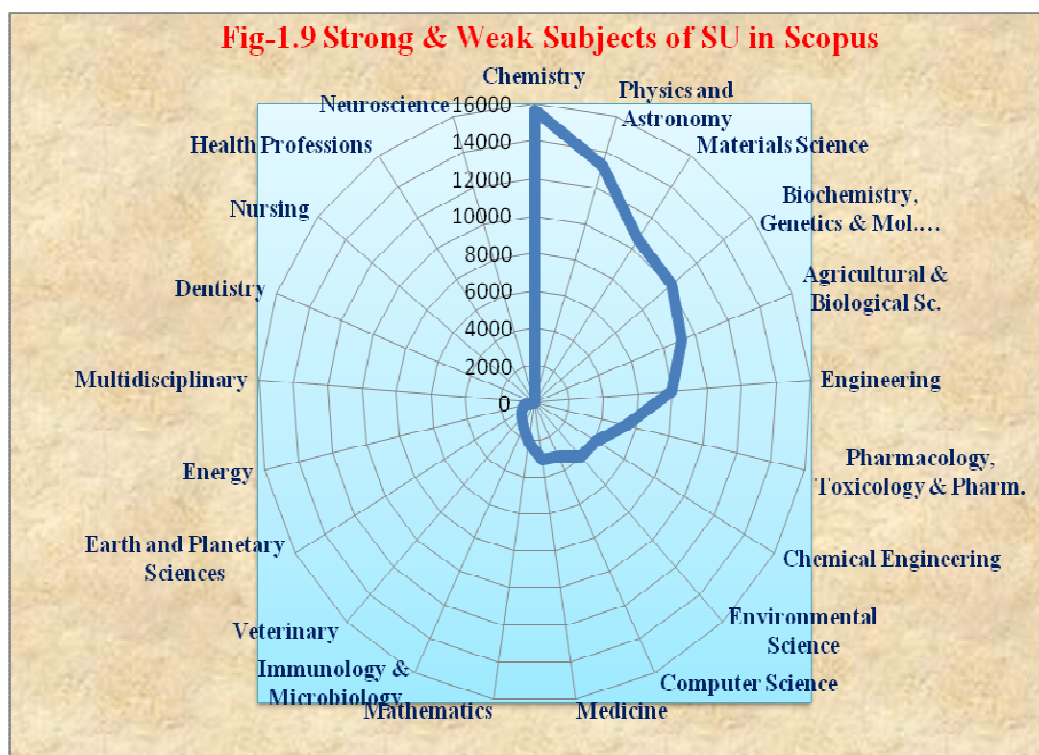 Fig-1.9 Strong & Weak Subjects of SU in Scopus
Chemistry
Physics and
Astronomy
Materials Science
Biochemistry,
Genetics & Mol.…
Agricultural &
Biological Sc.
Engineering
Pharmacology,
Toxicology & Pharm.
Chemical Engineering
Environmental
Science
Computer Science
Medicine
Mathematics
Immunology &
Microbiology
Veterinary
Earth and Planetary
Sciences
Energy
Multidisciplinary
Dentistry
Nursing
Health Professions
Neuroscience
16000
14000
12000
10000
8000
6000
4000
2000
0